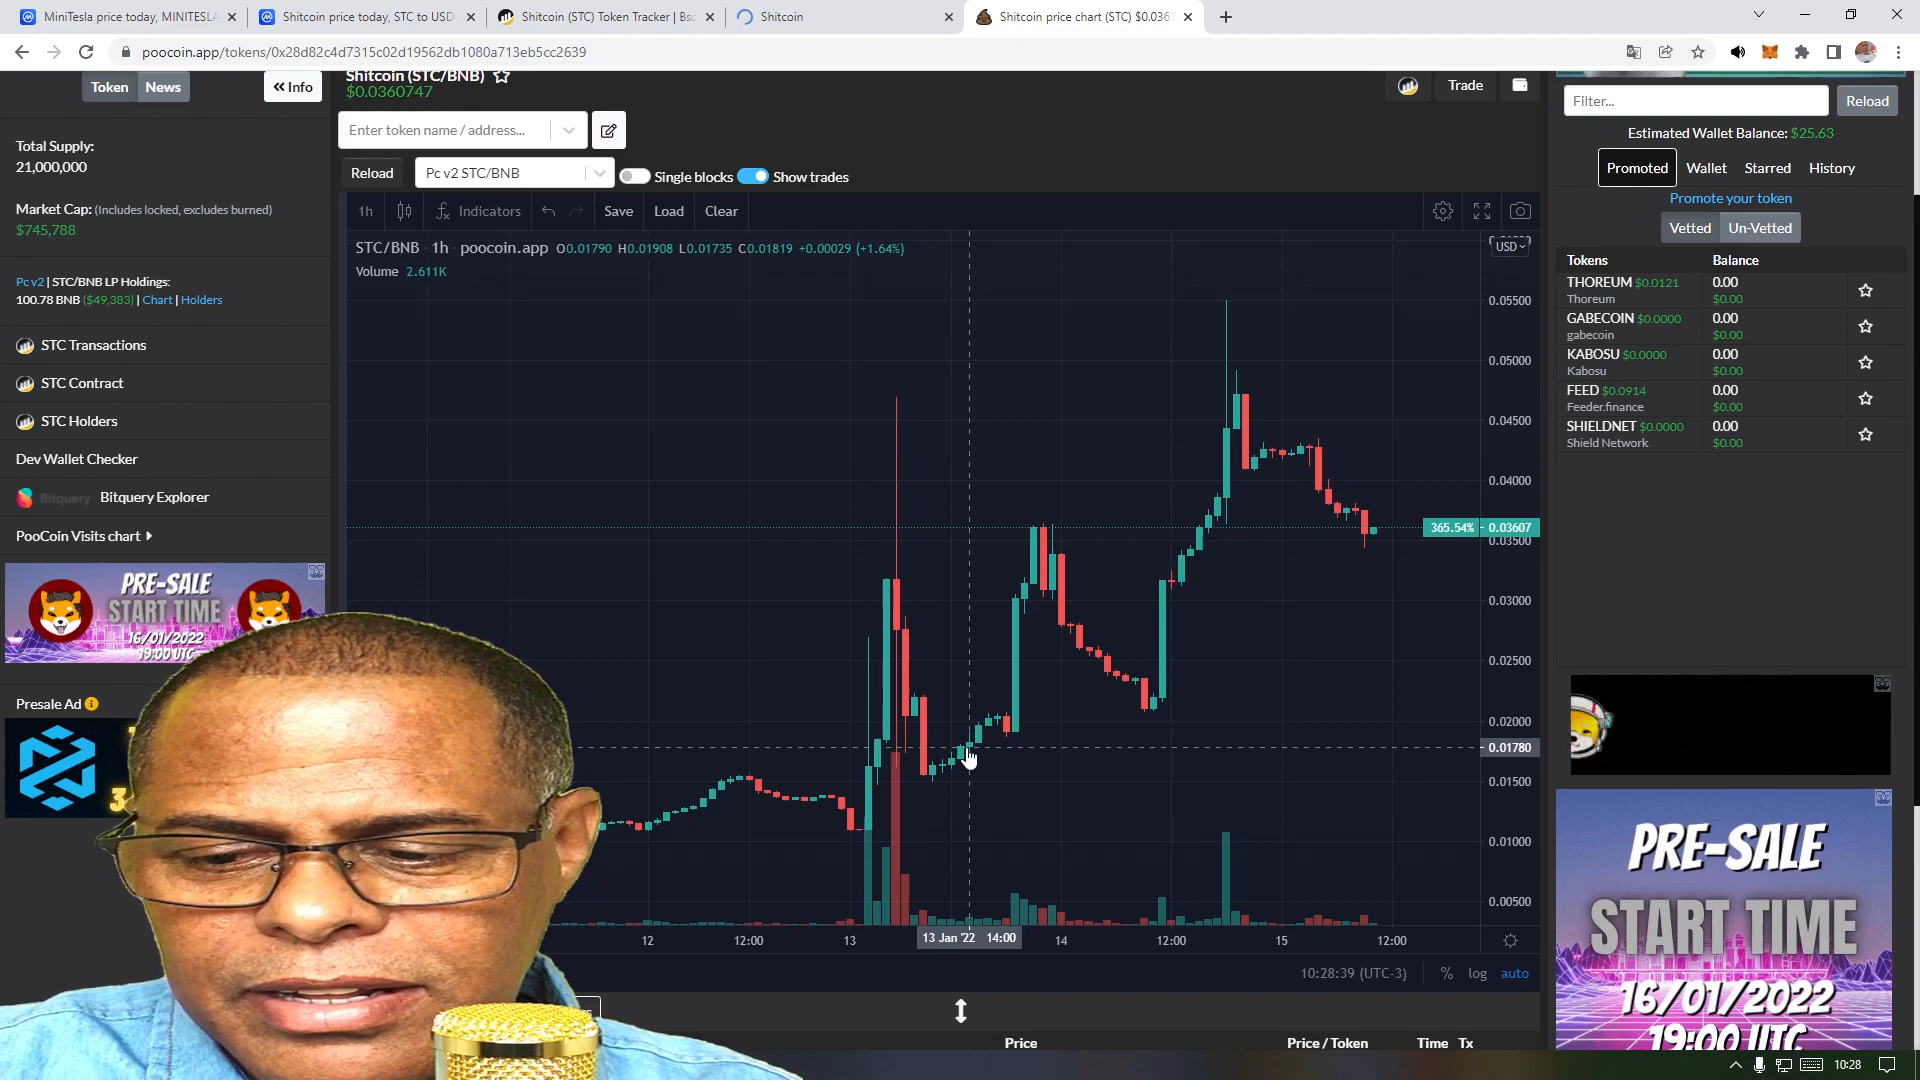 MiniTesla price today, MINITESLA
Shitcoin price today, STC to USD
Shitcoin (STC) Token Tracker | Bsc
Shitcoin
Shitcoin price chart (STC) $0.036
poocoin.app/tokens/0x28d82c4d7315c02d19562db1080a713eb5cc2639
Token News
Info
Total Supply:
21,000,000
Market Cap: (Includes locked, excludes burned)
$745,788
Pc v2 | STC/BNB LP Holdings:
100.78 BNB ($49,383) | Chart | Holders
STC Transactions
STC Contract
STC Holders
Dev Wallet Checker
Bitquery Bitquery Explorer
PooCoin Visits chart
PRE-SALE
START TIME
16/01/2022
19:00 UTC
Presale Ad
3
Shitcoin (STC/BNB)
$0.0360747
Trade
Enter token name / address...
Reload
Pc v2 STC/BNB
Single blocks
Show trades
1h
Indicators
Save
Load
Clear
STC/BNB · 1h · poocoin.app O0.01790 H0.01908 L0.01735 C0.01819 +0.00029 (+1.64%)
Volume 2.611K
USD
0.05500
0.05000
0.04500
0.04000
365.54% 0.03607
0.03500
0.03000
0.02500
0.02000
0.01780
0.01500
0.01000
0.00500
12
12:00
13
13 Jan '22 14:00
14
12:00
15
12:00
10:28:39 (UTC-3)
%
log
auto
Price
Price / Token
Time
Tx
Filter...
Reload
Estimated Wallet Balance: $25.63
Promoted
Wallet
Starred
History
Promote your token
Vetted
Un-Vetted
Tokens
Balance
THOREUM $0.0121 0.00
Thoreum $0.00
GABECOIN $0.0000 0.00
gabecoin $0.00
KABOSU $0.0000 0.00
Kabosu $0.00
FEED $0.0914 0.00
Feeder.finance $0.00
SHIELDNET $0.0000 0.00
Shield Network $0.00
PRE-SALE
START TIME
16/01/2022
19:00 UTC
10:28